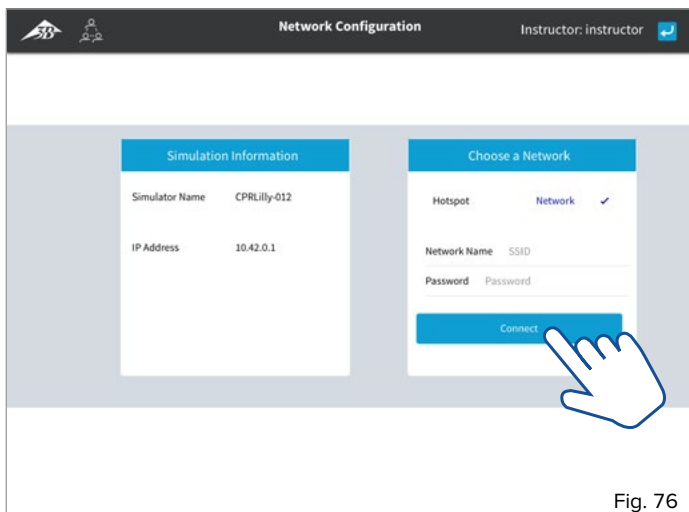 3B
Network Configuration
Instructor: instructor
Simulation Information
Simulator Name CPRLilly-012
IP Address 10.42.0.1
Choose a Network
Hotspot Network ✓
Network Name SSID
Password Password
Connect
Fig. 76